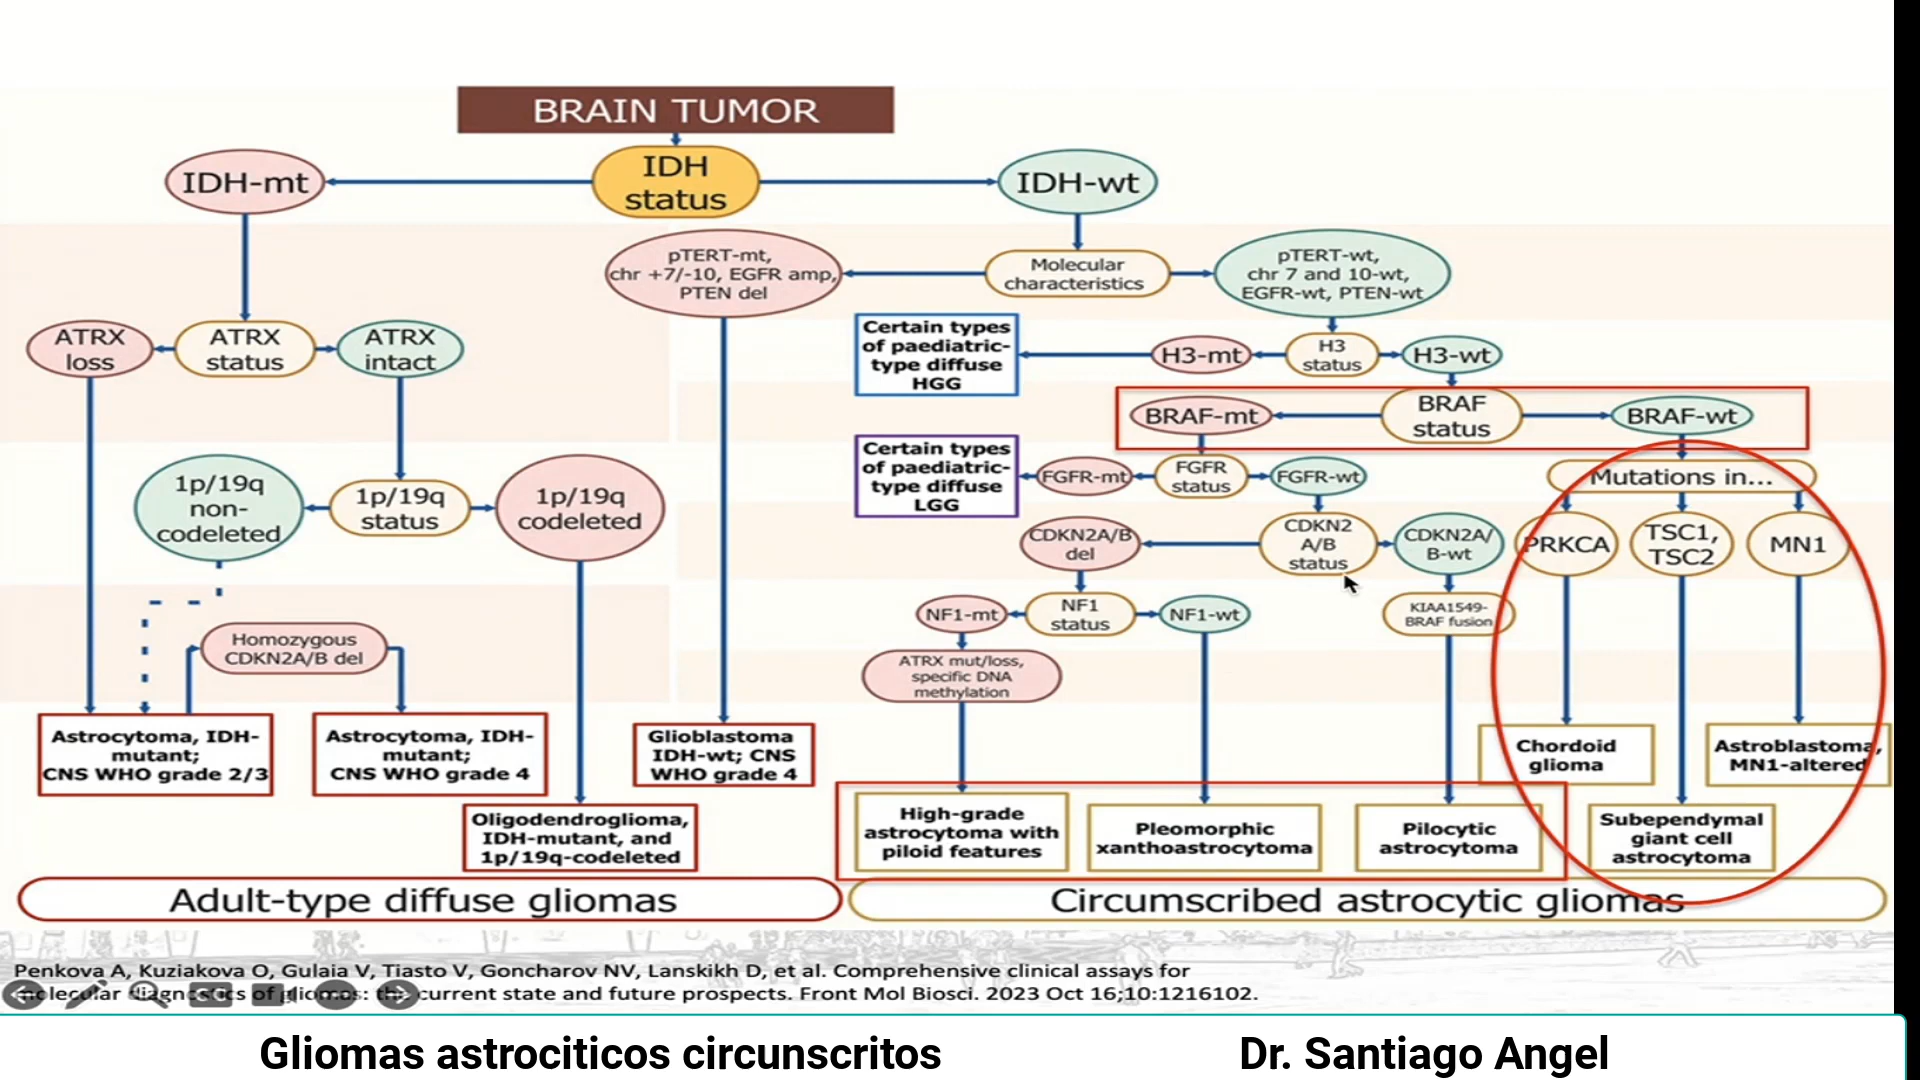 BRAIN TUMOR
IDH
status
IDH-mt
IDH-wt
pTERT-mt,
chr +7/-10, EGFR amp,
PTEN del
Molecular
characteristics
pTERT-wt,
chr 7 and 10-wt,
EGFR-wt, PTEN-wt
ATRX
loss
ATRX
status
ATRX
intact
Certain types
of paediatric-
type diffuse
HGG
H3-mt
H3
status
H3-wt
BRAF-mt
BRAF
status
BRAF-wt
Certain types
of paediatric-
type diffuse
LGG
FGFR-mt
FGFR
status
FGFR-wt
Mutations in...
1p/19q
non-
codeleted
1p/19q
status
1p/19q
codeleted
CDKN2A/B
del
CDKN2
A/B
status
CDKN2A/
B-wt
PRKCA
TSC1,
TSC2
MN1
NF1-mt
NF1
status
NF1-wt
KIAA1549-
BRAF fusion
Homozygous
CDKN2A/B del
ATRX mut/loss,
specific DNA
methylation
Astrocytoma, IDH-
mutant;
CNS WHO grade 2/3
Astrocytoma, IDH-
mutant;
CNS WHO grade 4
Glioblastoma
IDH-wt; CNS
WHO grade 4
Chordoid
glioma
Astroblastoma,
MN1-altered
Oligodendroglioma,
IDH-mutant, and
1p/19q-codeleted
High-grade
astrocytoma with
piloid features
Pleomorphic
xanthoastrocytoma
Pilocytic
astrocytoma
Subependymal
giant cell
astrocytoma
Adult-type diffuse gliomas
Circumscribed astrocytic gliomas
Penkova A, Kuziakova O, Gulaia V, Tiasto V, Goncharov NV, Lanskikh D, et al. Comprehensive clinical assays for
molecular diagnostics of gliomas: the current state and future prospects. Front Mol Biosci. 2023 Oct 16;10:1216102.
Gliomas astrociticos circunscritos
Dr. Santiago Angel